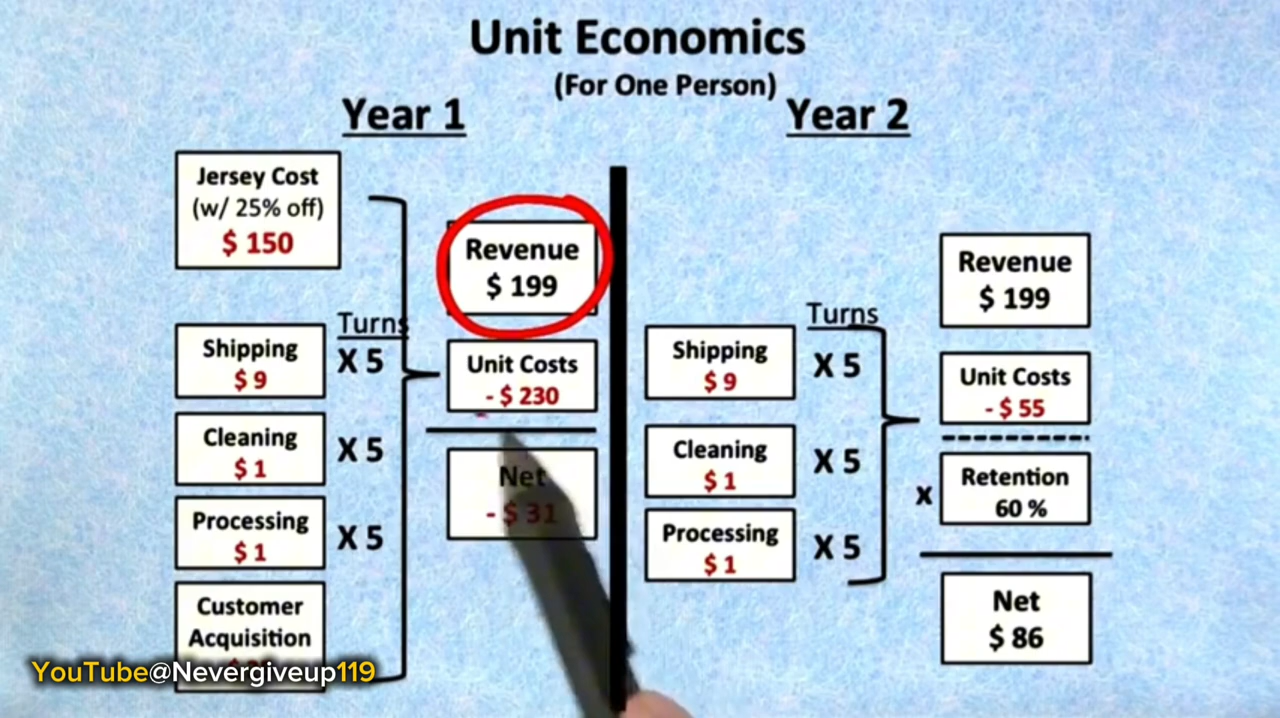 Unit Economics
(For One Person)
Year 1
Jersey Cost
(w/ 25% off)
$ 150
Turns
Shipping
$ 9
X 5
Cleaning
$ 1
X 5
Processing
$ 1
X 5
Customer
Acquisition
Revenue
$ 199
Unit Costs
- $ 230
Net
- $ 31
Year 2
Turns
Shipping
$ 9
X 5
Cleaning
$ 1
X 5
Processing
$ 1
X 5
Revenue
$ 199
Unit Costs
- $ 55
x
Retention
60 %
Net
$ 86
YouTube@Nevergiveup119